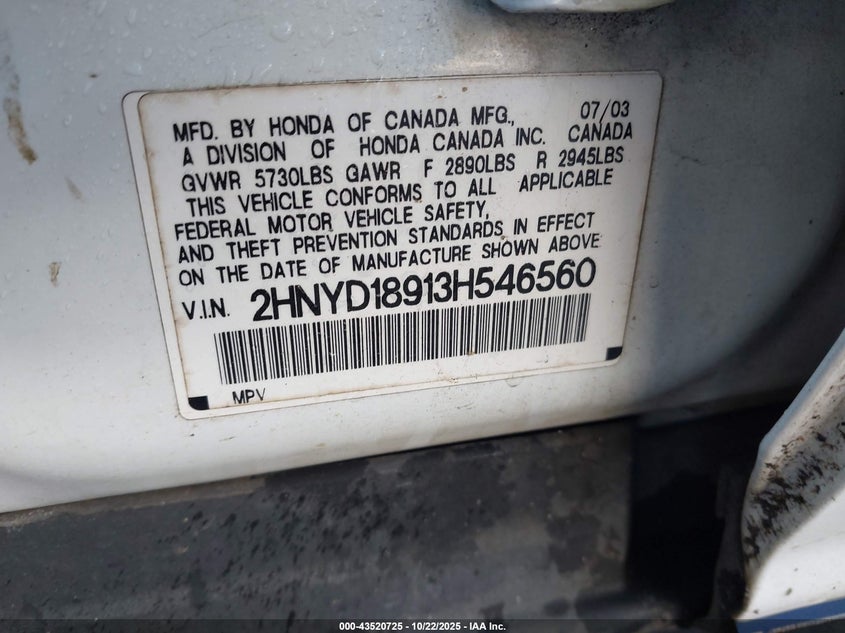 07/03
MFD. BY HONDA OF CANADA MFG.,
A DIVISION OF HONDA CANADA INC. CANADA
GVWR 5730LBS GAWR F 2890LBS R 2945LBS
THIS VEHICLE CONFORMS TO ALL APPLICABLE
FEDERAL MOTOR VEHICLE SAFETY,
AND THEFT PREVENTION STANDARDS IN EFFECT
ON THE DATE OF MANUFACTURE SHOWN ABOVE
V.I.N. 2HNYD18913H546560
MPV
000-43520725 - 10/22/2025 - IAA Inc.